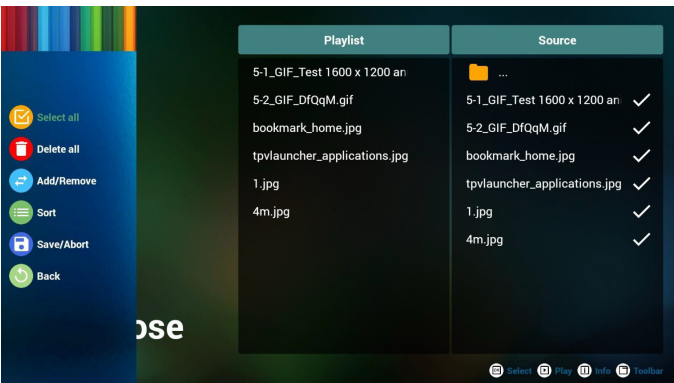 Playlist
Source
5-1_GIF_Test 1600 x 1200 an
5-2_GIF_DfQqM.gif
bookmark_home.jpg
tpvlauncher_applications.jpg
1.jpg
4m.jpg
...
5-1_GIF_Test 1600 x 1200 an
5-2_GIF_DfQqM.gif
bookmark_home.jpg
tpvlauncher_applications.jpg
1.jpg
4m.jpg
Select all
Delete all
Add/Remove
Sort
Save/Abort
Back
ose
Select Play Info Toolbar